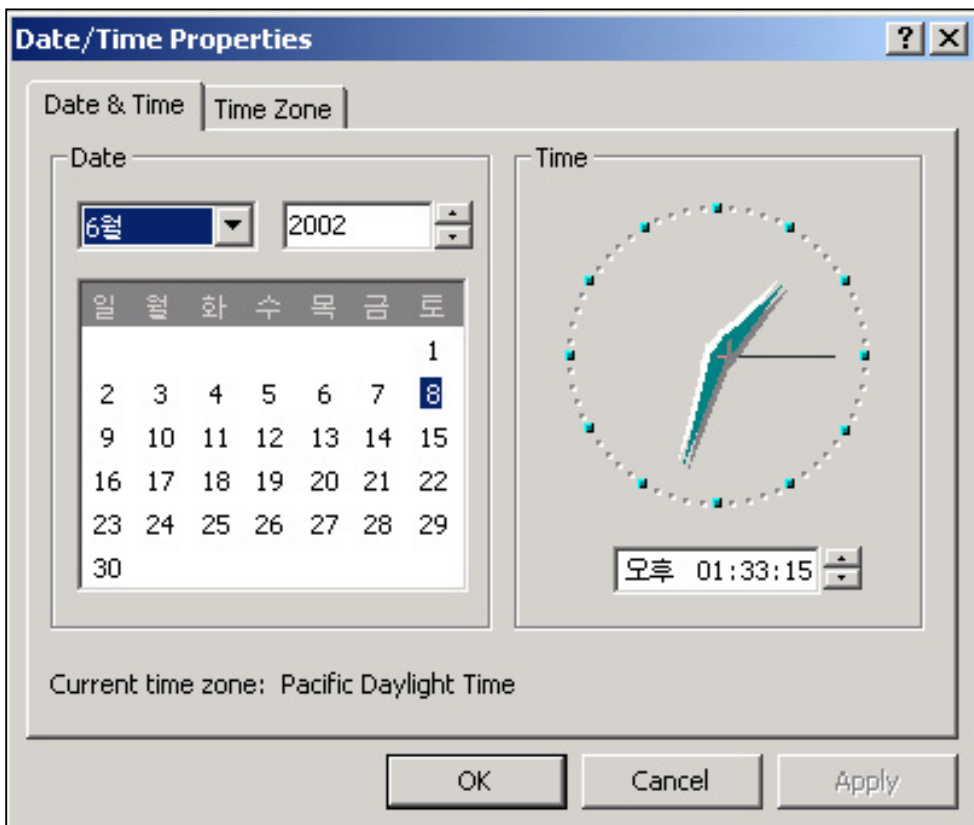 Date/Time Properties
Date & Time
Time Zone
Date
6월
2002
일 월 화 수 목 금 토
1
2 3 4 5 6 7 8
9 10 11 12 13 14 15
16 17 18 19 20 21 22
23 24 25 26 27 28 29
30
Time
오후 01:33:15
Current time zone: Pacific Daylight Time
OK
Cancel
Apply